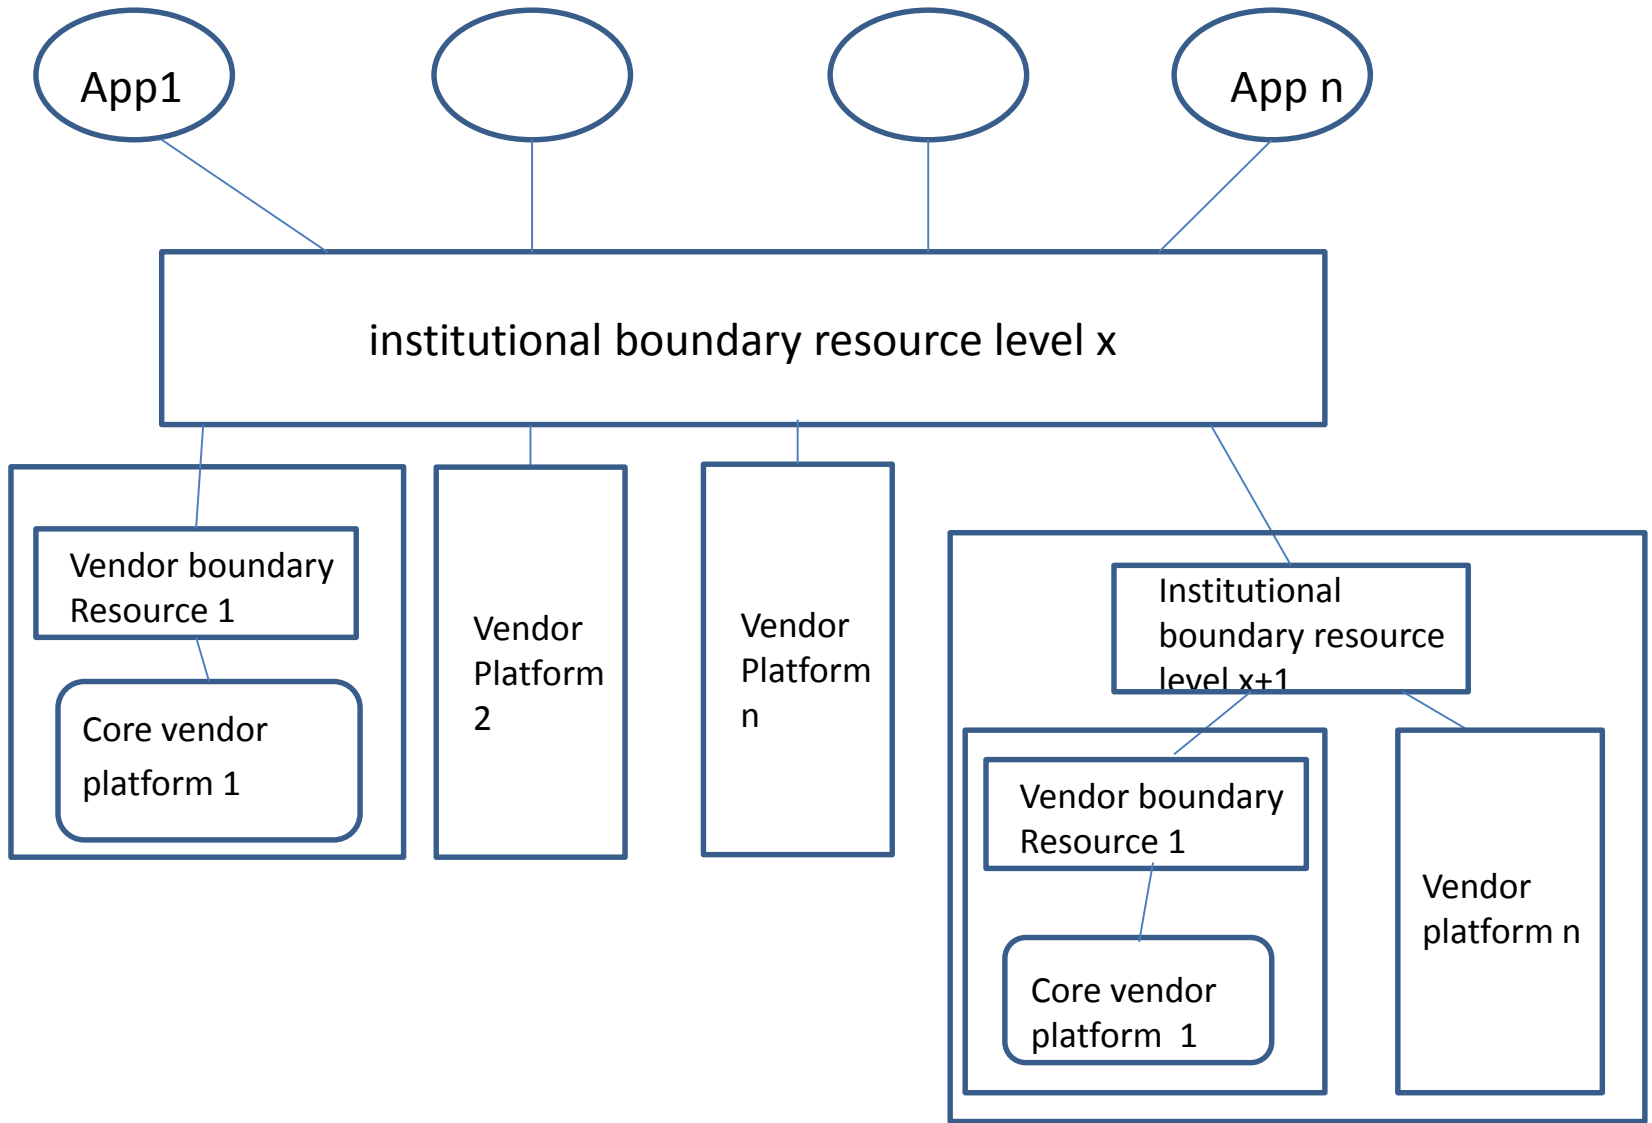 App1
App n
institutional boundary resource level x
Vendor boundary
Resource 1
Core vendor
platform 1
Vendor
Platform
2
Vendor
Platform
n
Institutional
boundary resource
level x+1
Vendor boundary
Resource 1
Core vendor
platform  1
Vendor
platform n